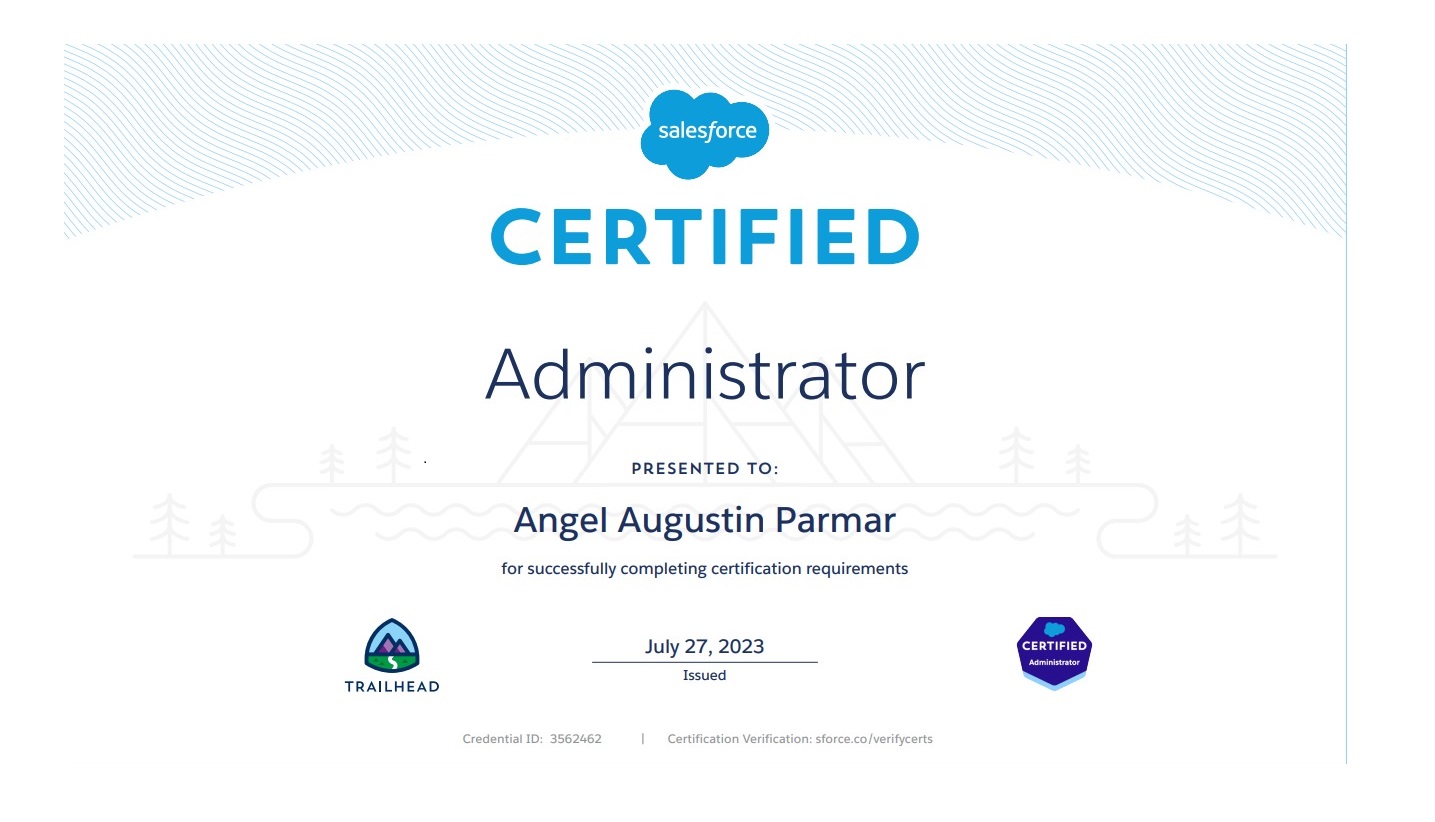 salesforce
CERTIFIED
Administrator
PRESENTED TO:
Angel Augustin Parmar
for successfully completing certification requirements
TRAILHEAD
July 27, 2023
Issued
CERTIFIED
Administrator
Credential ID: 3562462 | Certification Verification: sforce.co/verifycerts